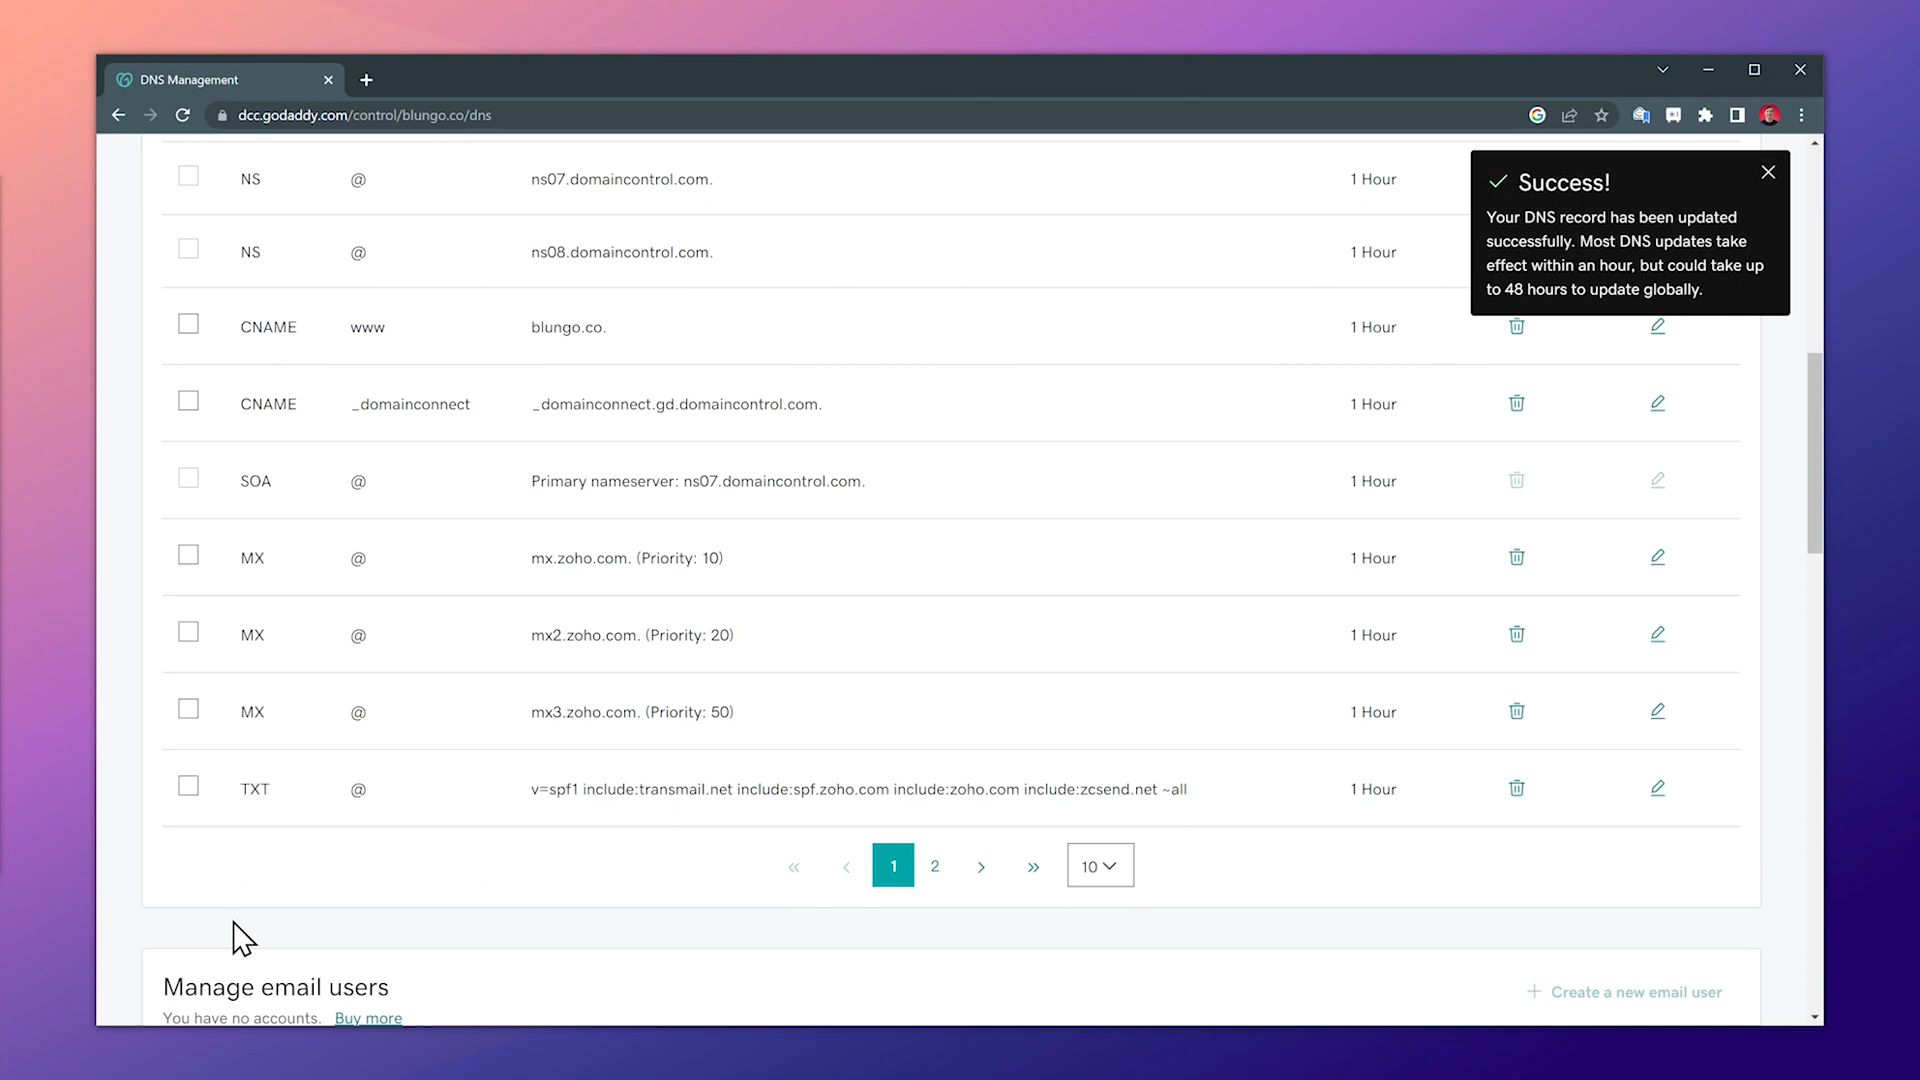 DNS Management
dcc.godaddy.com/control/blungo.co/dns
NS @ ns07.domaincontrol.com. 1 Hour
NS @ ns08.domaincontrol.com. 1 Hour
Success!
Your DNS record has been updated
successfully. Most DNS updates take
effect within an hour, but could take up
to 48 hours to update globally.
CNAME www blungo.co. 1 Hour
CNAME _domainconnect _domainconnect.gd.domaincontrol.com. 1 Hour
SOA @ Primary nameserver: ns07.domaincontrol.com. 1 Hour
MX @ mx.zoho.com. (Priority: 10) 1 Hour
MX @ mx2.zoho.com. (Priority: 20) 1 Hour
MX @ mx3.zoho.com. (Priority: 50) 1 Hour
TXT @ v=spf1 include:transmail.net include:spf.zoho.com include:zoho.com include:zcsend.net ~all 1 Hour
« ‹ 1 2 › » 10
Manage email users
+ Create a new email user
You have no accounts. Buy more